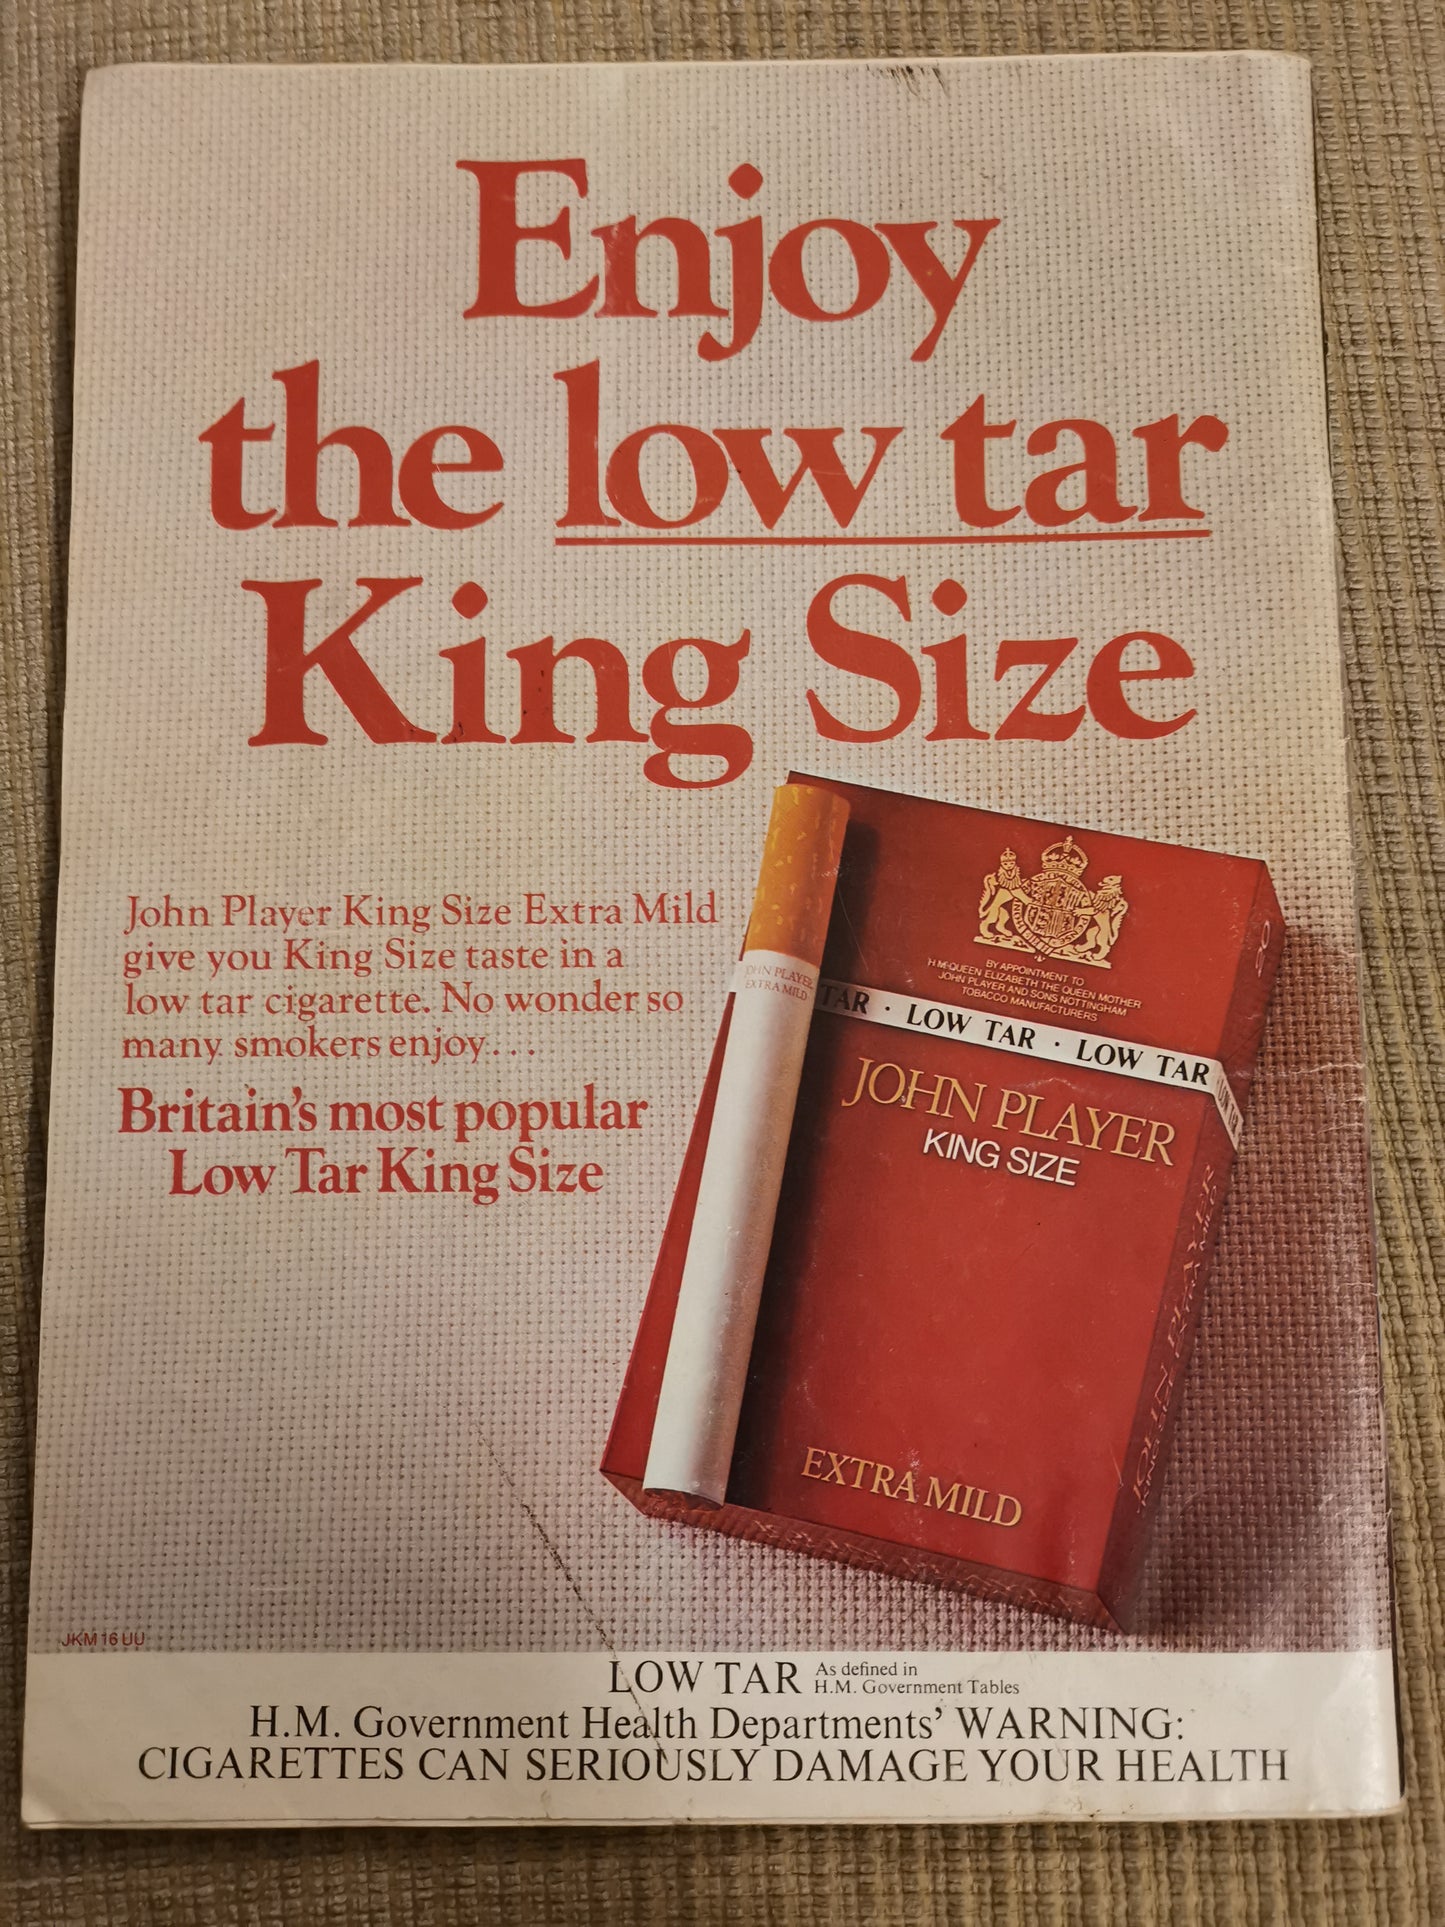 Enjoy
the low tar
King Size
John Player King Size Extra Mild
give you King Size taste in a
low tar cigarette. No wonder so
many smokers enjoy...
Britain's most popular
Low Tar King Size
JOHN PLAYER
EXTRA MILD
BY APPOINTMENT TO
H.M. QUEEN ELIZABETH THE QUEEN MOTHER
JOHN PLAYER AND SONS NOTTINGHAM
TOBACCO MANUFACTURERS
TAR · LOW TAR · LOW TAR
JOHN PLAYER
KING SIZE
EXTRA MILD
JOHN PLAYER
JKM 16 UU
LOW TAR As defined in
H.M. Government Tables
H.M. Government Health Departments' WARNING:
CIGARETTES CAN SERIOUSLY DAMAGE YOUR HEALTH